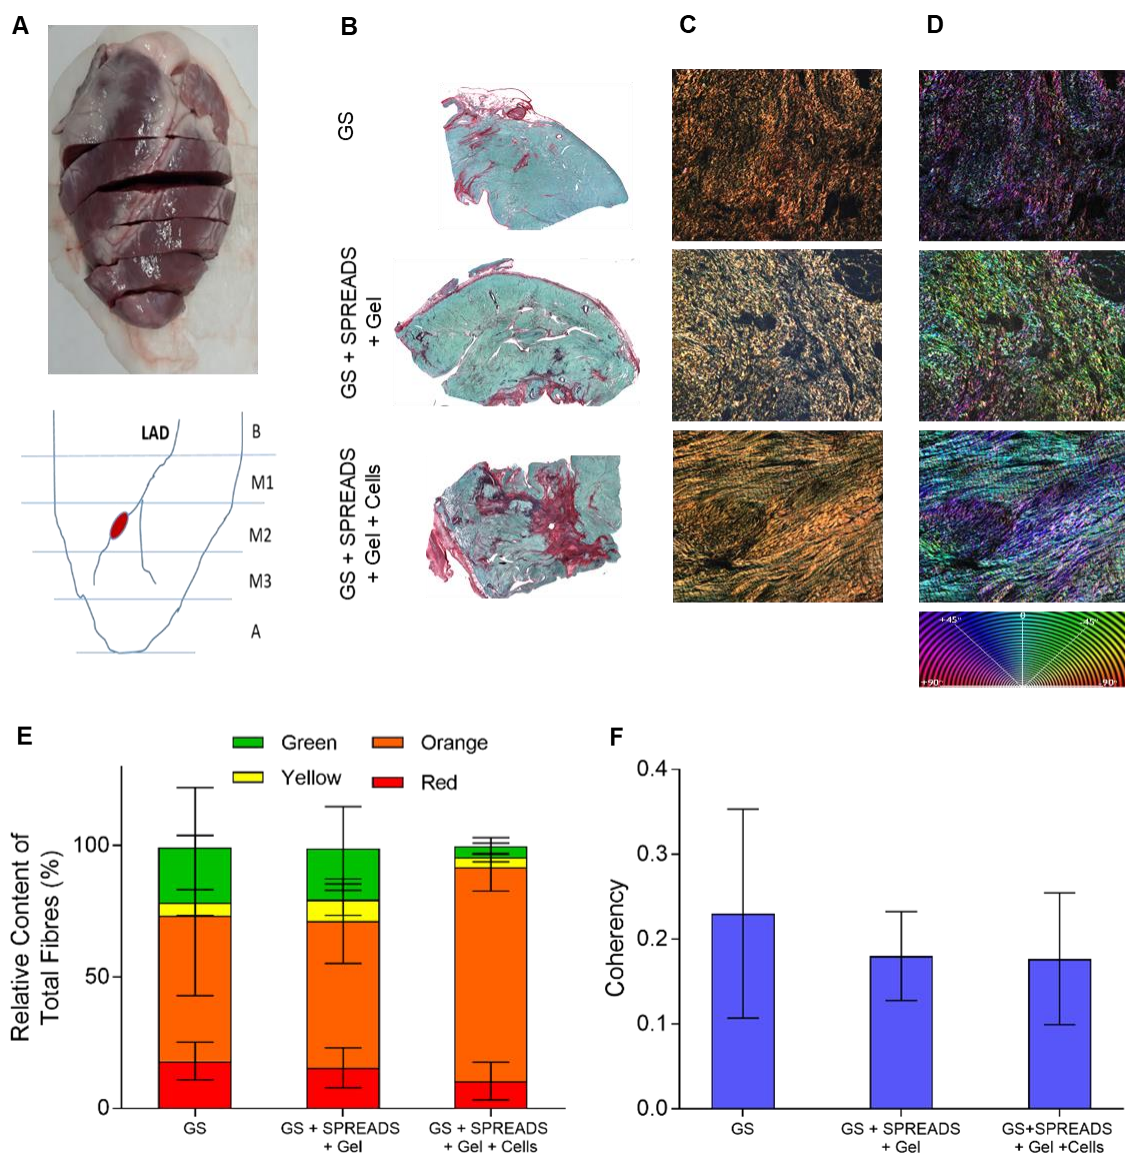 A
B
C
D
GS
GS + SPREADS
+ Gel
GS + SPREADS
+ Gel + Cells
LAD
B
M1
M2
M3
A
+45°
0
-45°
+90°
-90°
E
Green
Orange
Yellow
Red
Relative Content of
Total Fibres (%)
100
50
0
GS
GS + SPREADS
+ Gel
GS + SPREADS
+ Gel + Cells
F
Coherency
0.4
0.3
0.2
0.1
0.0
GS
GS + SPREADS
+ Gel
GS+SPREADS
+ Gel +Cells